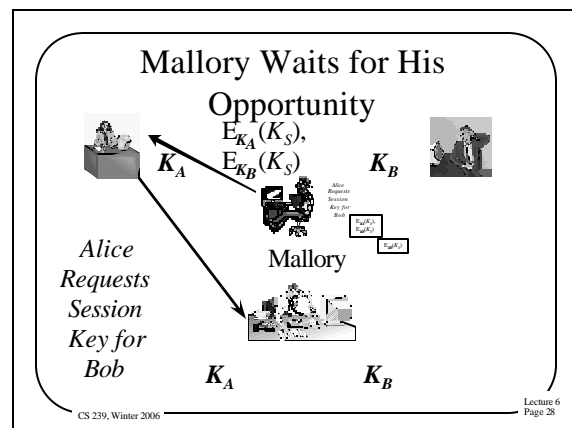 Mallory Waits for His
Opportunity
E_{K_A}(K_S),
E_{K_B}(K_S)
K_A
K_B
Alice
Requests
Session
Key for
Bob
Mallory
Alice
Requests
Session
Key for
Bob
K_A
K_B
CS 239, Winter 2006
Lecture 6
Page 28